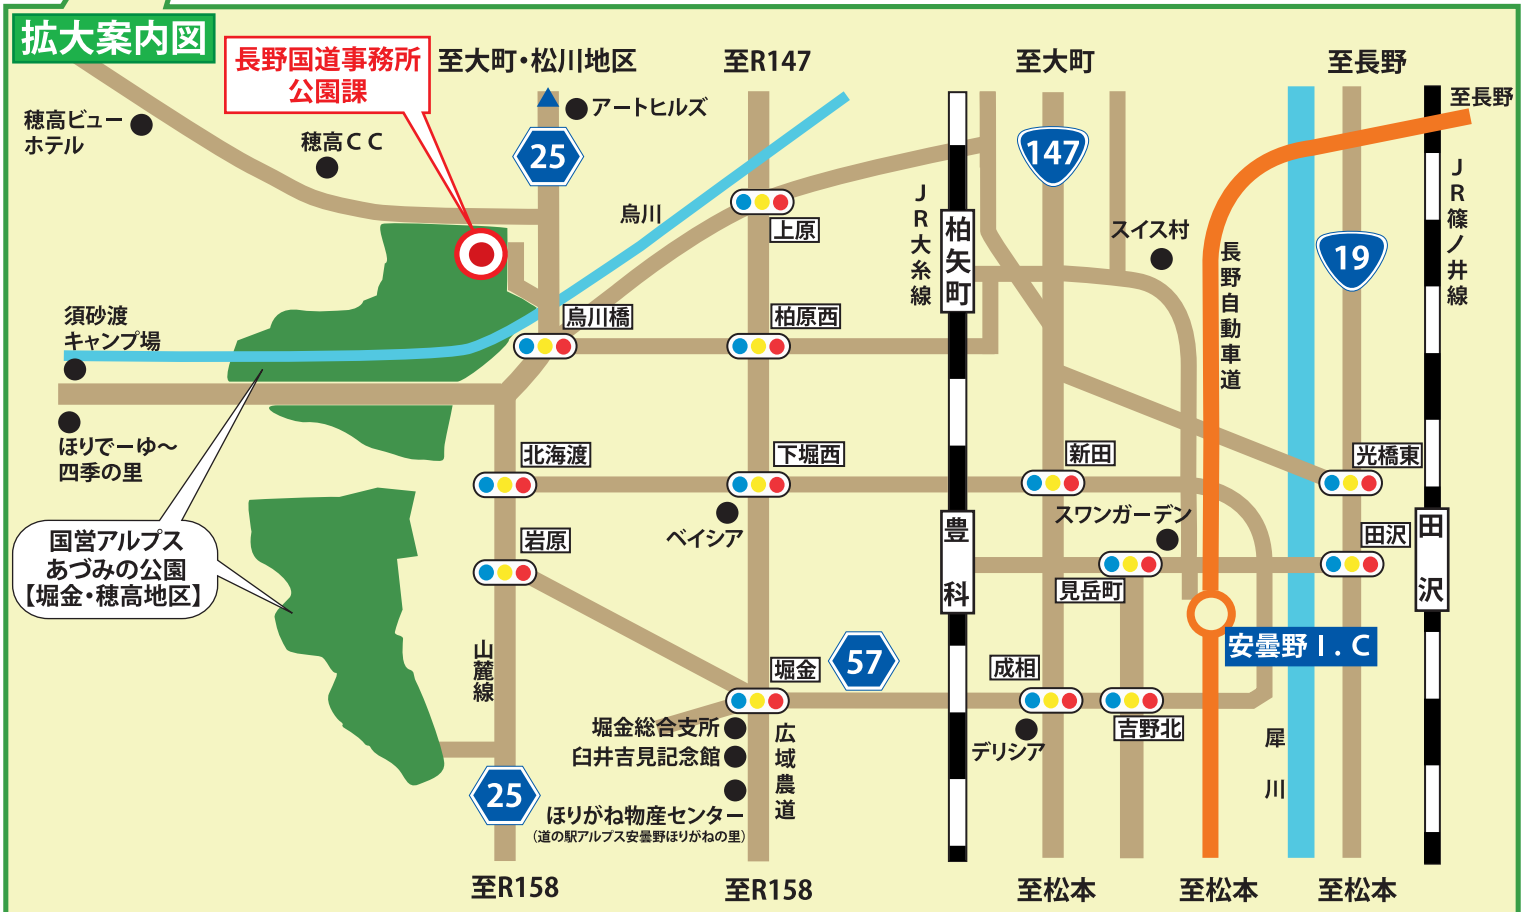 拡大案内図
長野国道事務所
公園課
至大町・松川地区
至R147
至大町
至長野
至長野
アートヒルズ
穂高ビュー
ホテル
穂高ＣＣ
25
147
19
烏川
上原
ＪＲ大糸線
柏矢町
スイス村
長野自動車道
ＪＲ篠ノ井線
須砂渡
キャンプ場
烏川橋
柏原西
ほりでーゆ～
四季の里
北海渡
下堀西
新田
光橋東
ベイシア
スワンガーデン
田沢
田沢
国営アルプス
あづみの公園
【堀金・穂高地区】
岩原
豊科
見岳町
安曇野Ｉ．Ｃ
山麓線
堀金
57
成相
吉野北
堀金総合支所
臼井吉見記念館
ほりがね物産センター
（道の駅アルプス安曇野ほりがねの里）
広域農道
デリシア
犀川
25
至R158
至R158
至松本
至松本
至松本